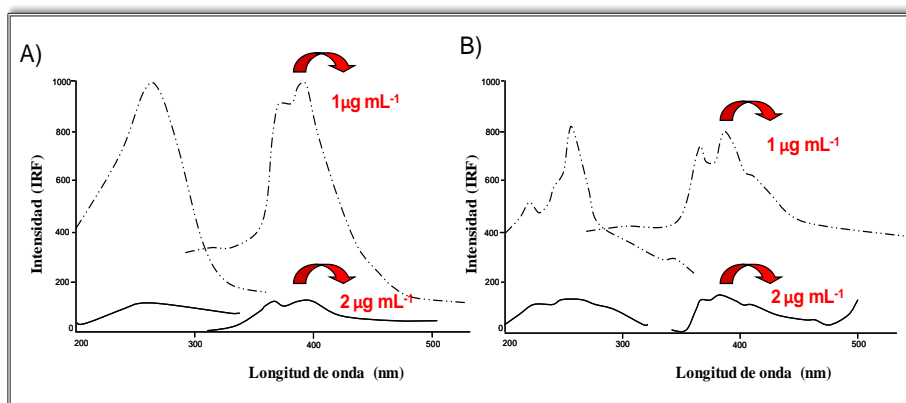 A)
1000
800
600
400
200
0
Intensidad (IRF)
200
300
400
500
Longitud de onda (nm)
1μg mL-1
2 μg mL-1
B)
1000
800
600
400
200
0
Intensidad (IRF)
200
300
400
500
Longitud de onda (nm)
1 μg mL-1
2 μg mL-1